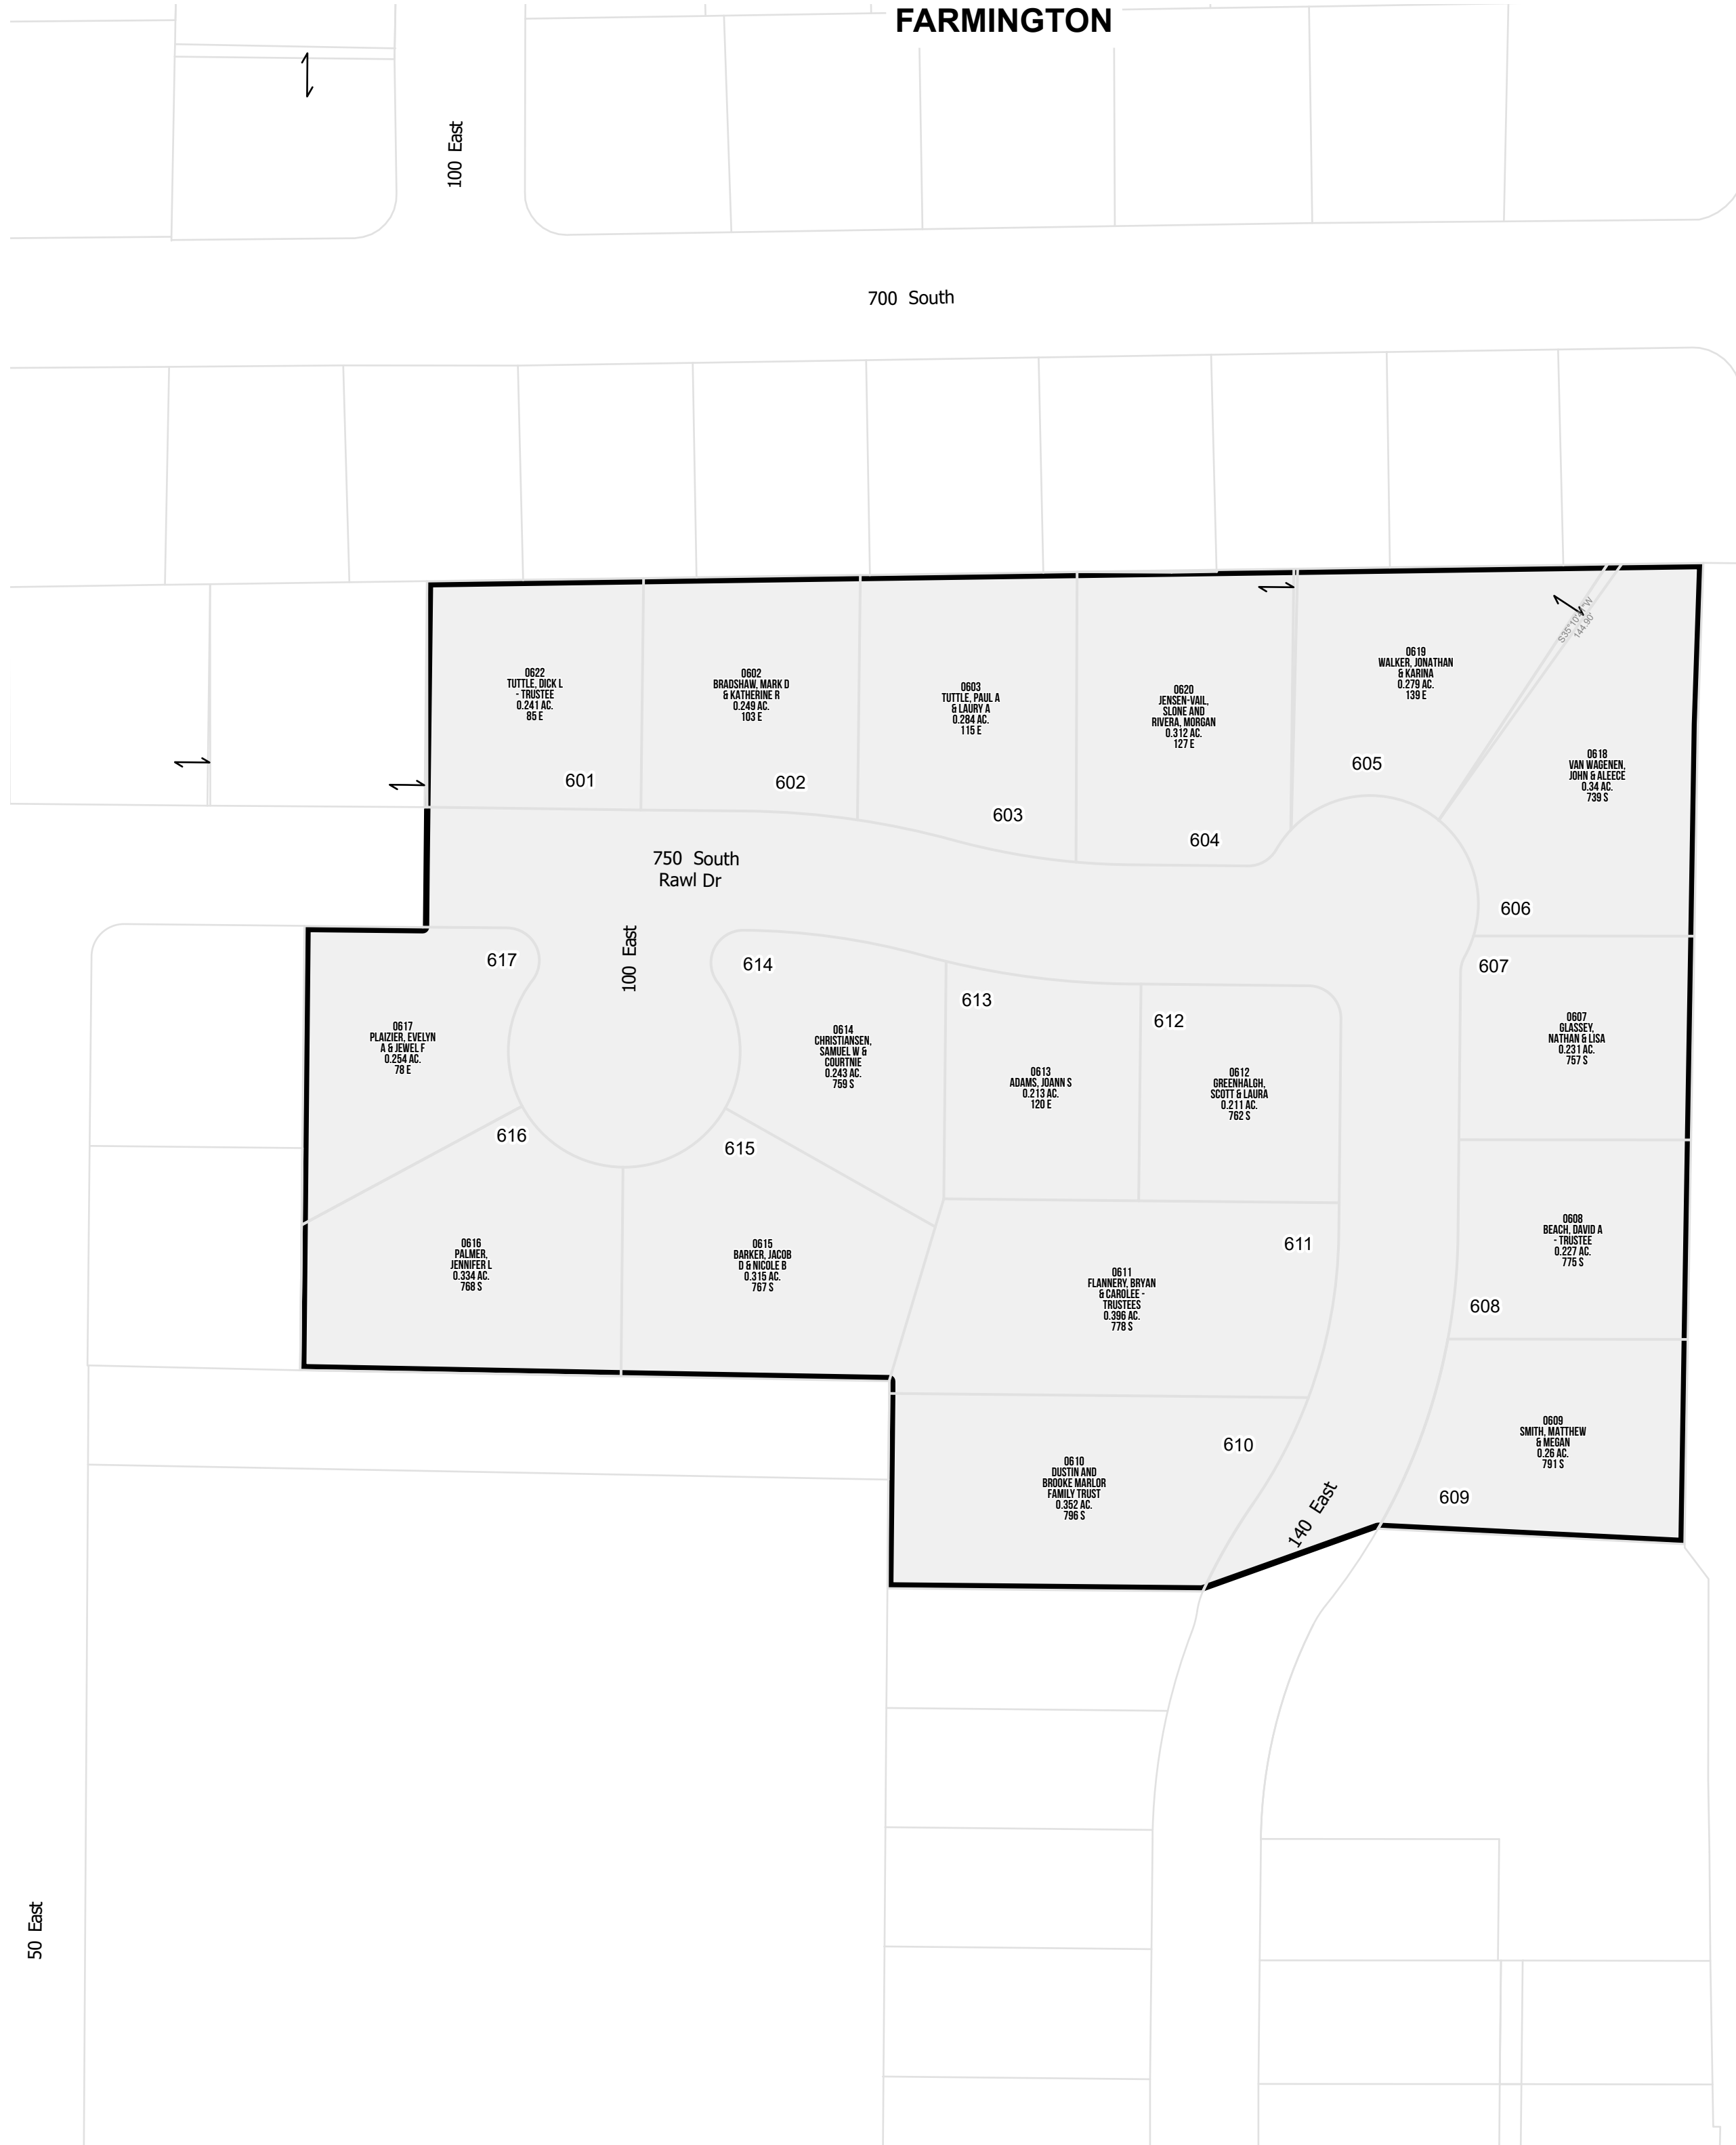 FARMINGTON
100 East
700 South
S35°10'41"W
144.90'
0622
TUTTLE, DICK L
- TRUSTEE
0.241 AC.
85 E
601
0602
BRADSHAW, MARK D
& KATHERINE R
0.249 AC.
103 E
602
0603
TUTTLE, PAUL A
& LAURY A
0.284 AC.
115 E
603
0620
JENSEN-VAIL,
SLONE AND
RIVERA, MORGAN
0.312 AC.
127 E
604
0619
WALKER, JONATHAN
& KARINA
0.279 AC.
139 E
605
0618
VAN WAGENEN,
JOHN & ALEECE
0.34 AC.
739 S
606
750 South
Rawl Dr
100 East
617
0617
PLAIZIER, EVELYN
A & JEWEL F
0.254 AC.
78 E
614
0614
CHRISTIANSEN,
SAMUEL W &
COURTNIE
0.243 AC.
759 S
613
0613
ADAMS, JOANN S
0.213 AC.
120 E
612
0612
GREENHALGH,
SCOTT & LAURA
0.211 AC.
762 S
607
0607
GLASSEY,
NATHAN & LISA
0.231 AC.
757 S
616
0616
PALMER,
JENNIFER L
0.334 AC.
768 S
615
0615
BARKER, JACOB
D & NICOLE B
0.315 AC.
767 S
611
0611
FLANNERY, BRYAN
& CAROLEE -
TRUSTEES
0.396 AC.
778 S
0608
BEACH, DAVID A
- TRUSTEE
0.227 AC.
775 S
608
610
0610
DUSTIN AND
BROOKE MARLOR
FAMILY TRUST
0.352 AC.
796 S
0609
SMITH, MATTHEW
& MEGAN
0.26 AC.
791 S
609
140 East
50 East